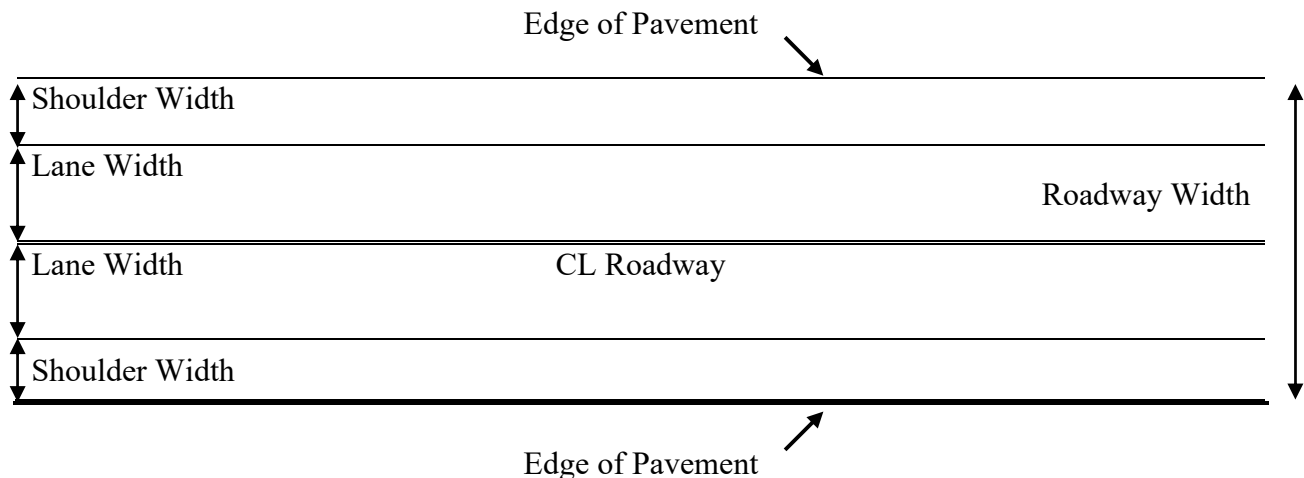 Edge of Pavement
Shoulder Width
Lane Width
Roadway Width
Lane Width
CL Roadway
Shoulder Width
Edge of Pavement